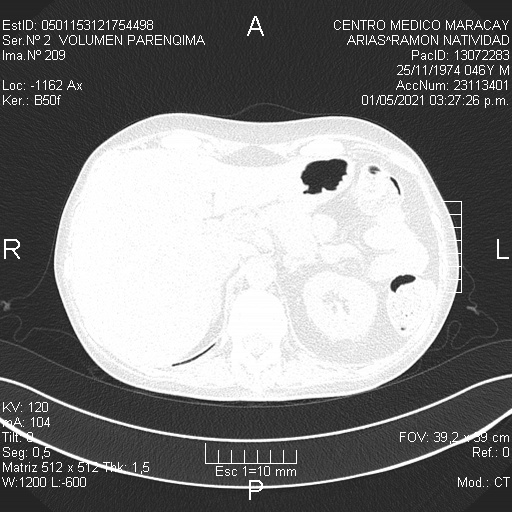 EstID: 0501153121754498
Ser.Nº 2 VOLUMEN PARENQIMA
Ima.Nº 209
Loc: -1162 Ax
Ker.: B50f
A
CENTRO MEDICO MARACAY
ARIAS^RAMON NATIVIDAD
PacID: 13072283
25/11/1974 046Y M
AccNum: 23113401
01/05/2021 03:27:26 p.m.
R
L
KV: 120
mA: 104
Tilt: 0
Seg: 0,5
Matriz 512 x 512 Thk: 1,5
W:1200 L:-600
Esc 1=10 mm
P
FOV: 39,2 x 39 cm
Ref.: 0
Mod.: CT